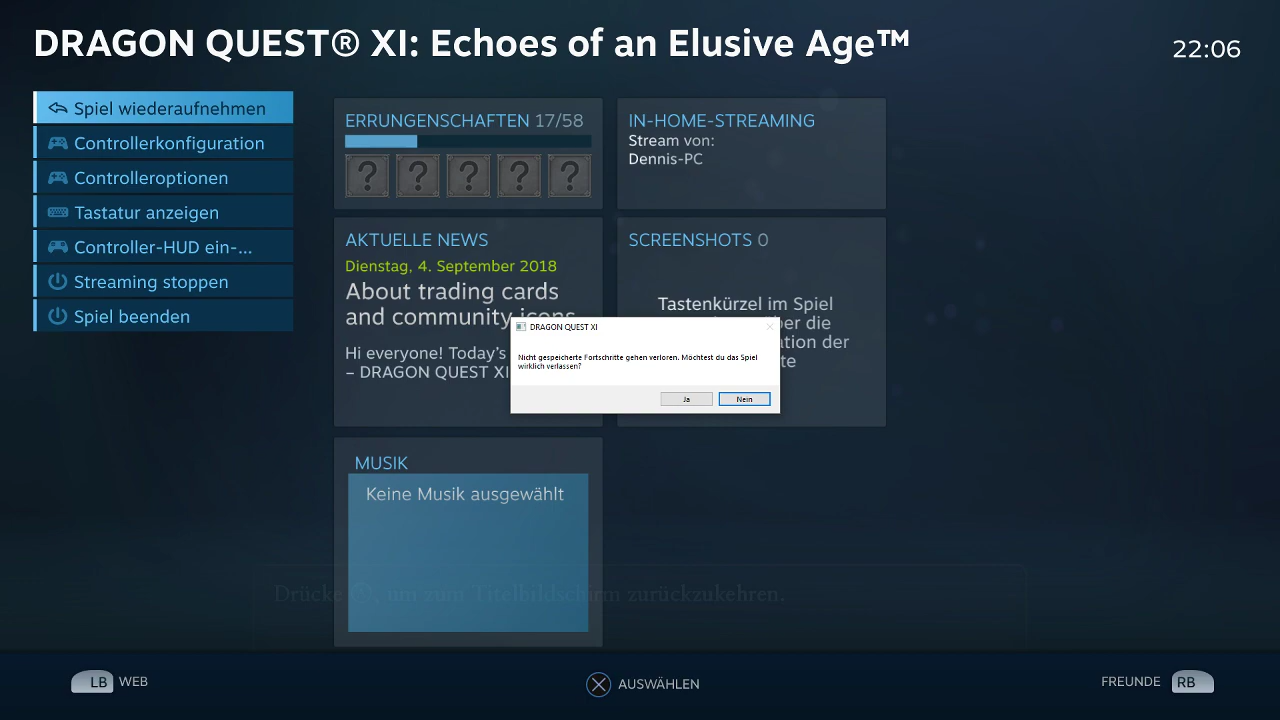 DRAGON QUEST® XI: Echoes of an Elusive Age™
22:06
Spiel wiederaufnehmen
Controllerkonfiguration
Controlleroptionen
Tastatur anzeigen
Controller-HUD ein-...
Streaming stoppen
Spiel beenden
ERRUNGENSCHAFTEN 17/58
? ? ? ? ?
IN-HOME-STREAMING
Stream von:
Dennis-PC
AKTUELLE NEWS
Dienstag, 4. September 2018
About trading cards
and community icons
Hi everyone! Today's
– DRAGON QUEST XI
SCREENSHOTS 0
Tastenkürzel im Spiel
die
der
DRAGON QUEST XI
Nicht gespeicherte Fortschritte gehen verloren. Möchtest du das Spiel
wirklich verlassen?
Ja
Nein
MUSIK
Keine Musik ausgewählt
Drücke , um zum Titelbildschirm zurückzukehren.
LB WEB
AUSWÄHLEN
FREUNDE RB